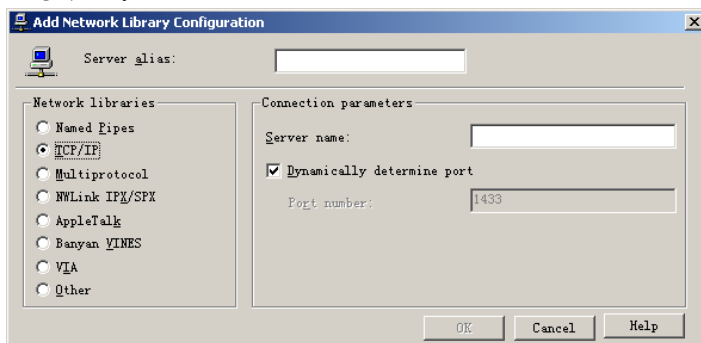 Add Network Library Configuration
Server alias:
Network libraries
Named Pipes
TCP/IP
Multiprotocol
NWLink IPX/SPX
AppleTalk
Banyan VINES
VIA
Other
Connection parameters
Server name:
Dynamically determine port
Port number: 1433
OK Cancel Help